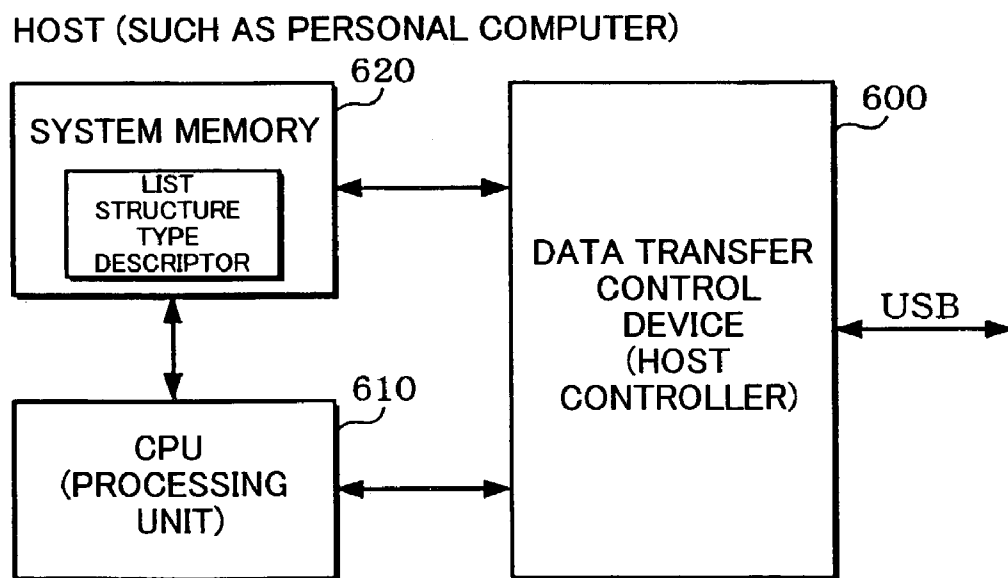 HOST (SUCH AS PERSONAL COMPUTER)
620
SYSTEM MEMORY
LIST
STRUCTURE
TYPE
DESCRIPTOR
600
DATA TRANSFER
CONTROL
DEVICE
(HOST
CONTROLLER)
USB
610
CPU
(PROCESSING
UNIT)